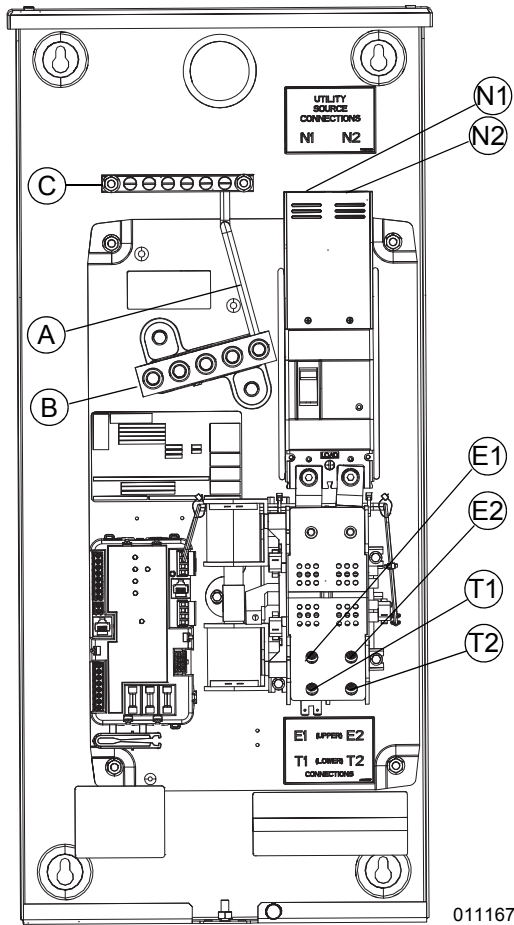 UTILITY
SOURCE
CONNECTIONS
N1 N2
N1
N2
C
A
B
LOAD
E1
E2
T1
T2
E1 (UPPER) E2
T1 (LOWER) T2
CONNECTIONS
011167